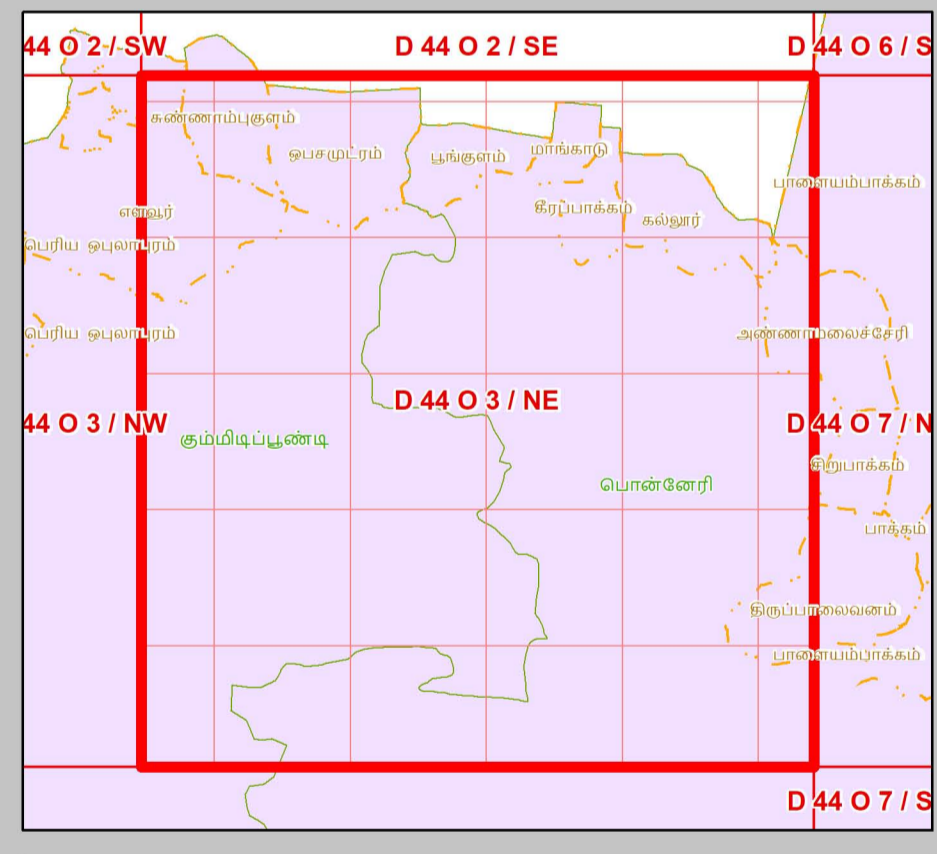 44 O 2 / SW
D 44 O 2 / SE
D 44 O 6 / S
சுண்ணாம்புகுளம்
ஒபசமுட்ரம்
பூங்குளம்
மாங்காடு
பாளையம்பாக்கம்
எளவூர்
கீரப்பாக்கம்
கல்லூர்
பெரிய ஒபுலாபுரம்
பெரிய ஒபுலாபுரம்
அண்ணாமலைச்சேரி
D 44 O 3 / NE
44 O 3 / NW
D 44 O 7 / N
கும்மிடிப்பூண்டி
சிறுபாக்கம்
பொன்னேரி
பாக்கம்
திருப்பாலைவனம்
பாளையம்பாக்கம்
D 44 O 7 / S